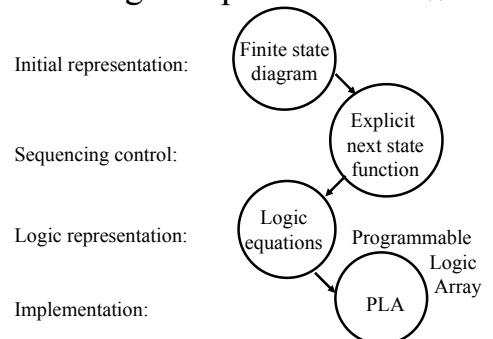 Initial representation:
Finite state
diagram
Sequencing control:
Explicit
next state
function
Logic representation:
Logic
equations
Programmable
Logic
Array
Implementation:
PLA